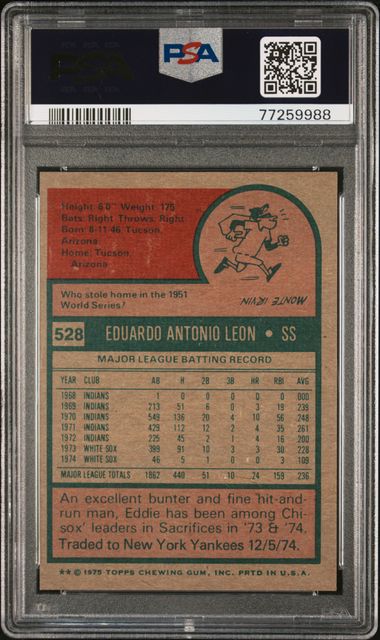 PSA
PSA
77259988
Height: 6'0" Weight: 175
Bats: Right Throws: Right
Born: 8-11-46 Tucson,
Arizona
Home: Tucson,
Arizona
Who stole home in the 1951
World Series?
MONTE IRVIN
528 EDUARDO ANTONIO LEON • SS
MAJOR LEAGUE BATTING RECORD
YEAR CLUB AB H 2B 3B HR RBI AVG
1968 INDIANS 1 0 0 0 0 0 000
1969 INDIANS 213 51 6 0 3 19 239
1970 INDIANS 549 136 20 4 10 56 248
1971 INDIANS 429 112 12 2 4 35 261
1972 INDIANS 225 45 2 1 4 16 200
1973 WHITE SOX 399 91 10 3 3 30 228
1974 WHITE SOX 46 5 1 0 0 3 109
MAJOR LEAGUE TOTALS 1862 440 51 10 24 159 236
An excellent bunter and fine hit-and-
run man, Eddie has been among Chi-
sox' leaders in Sacrifices in '73 & '74.
Traded to New York Yankees 12/5/74.
★★ © 1975 TOPPS CHEWING GUM, INC. PRTD IN U.S.A.